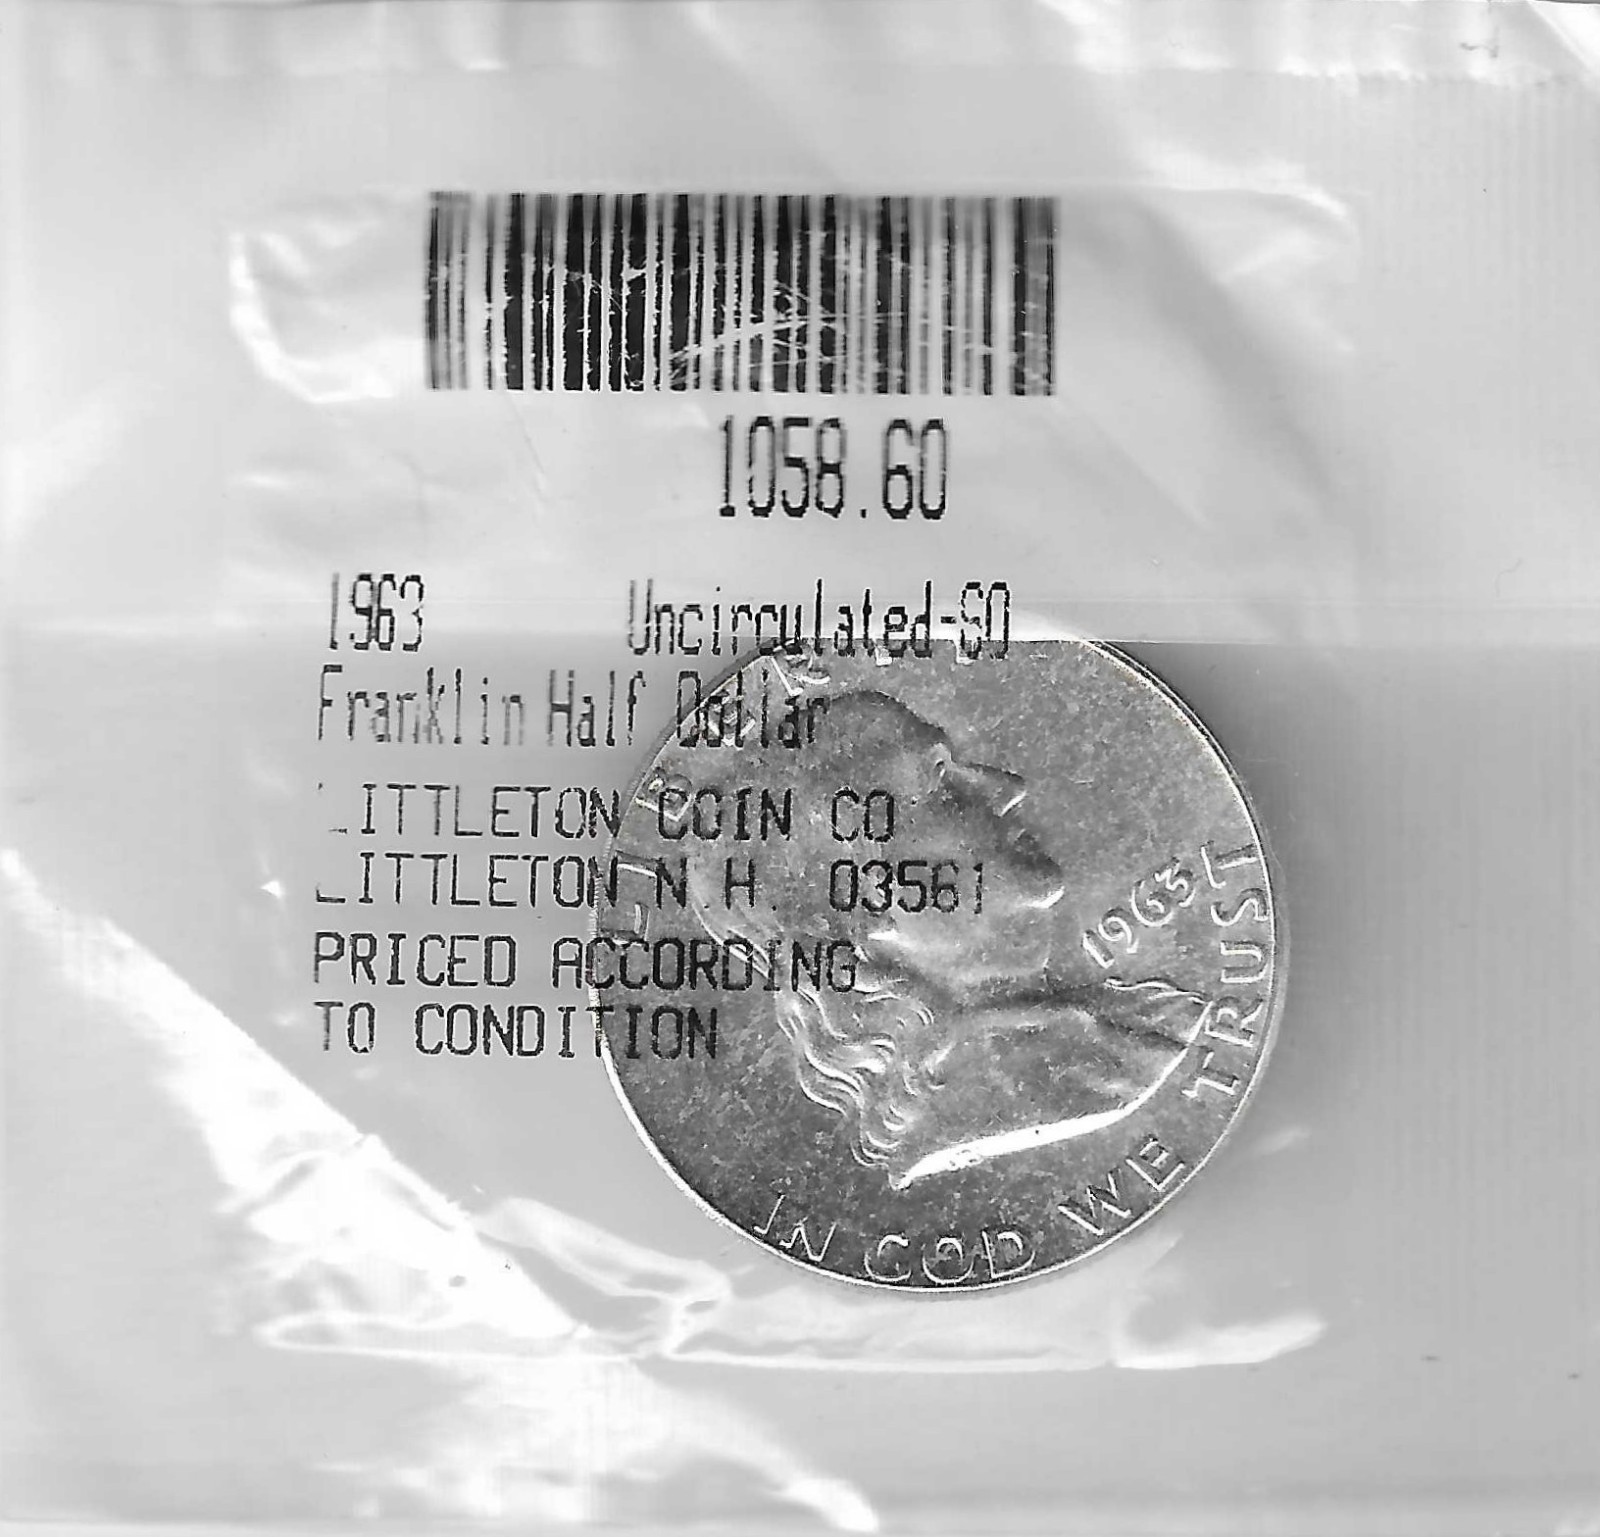 1058.60
1963 Uncirculated-60
Franklin Half Dollar
LITTLETON COIN CO
LITTLETON N.H. 03561
PRICED ACCORDING
TO CONDITION
LIBERTY
1963
IN GOD WE TRUST